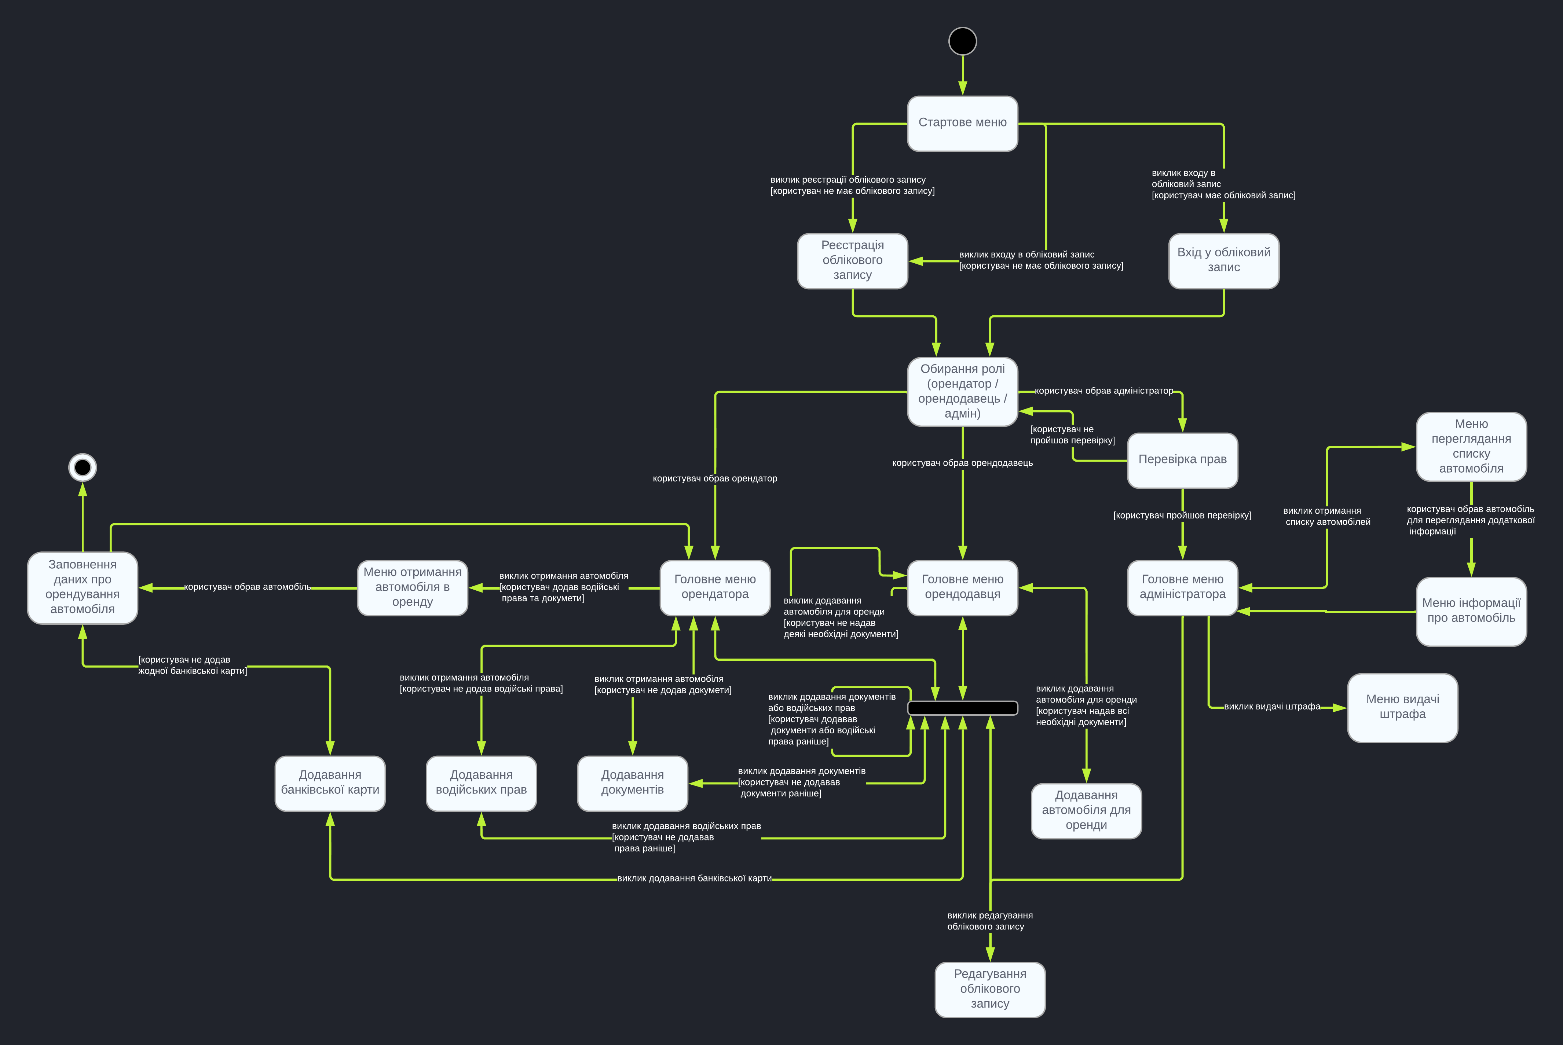 Стартове меню
виклик реєстрації облікового запису
[користувач не має облікового запису]
виклик входу в
обліковий запис
[користувач має обліковий запис]
Реєстрація
облікового
запису
виклик входу в обліковий запис
[користувач не має облікового запису]
Вхід у обліковий
запис
Обирання ролі
(орендатор /
орендодавець /
адмін)
користувач обрав адміністратор
[користувач не
пройшов перевірку]
Перевірка прав
Меню
переглядання
списку
автомобіля
користувач обрав орендодавець
користувач обрав орендатор
[користувач пройшов перевірку]
виклик отримання
списку автомобілей
користувач обрав автомобіль
для переглядання додаткової
інформації
Заповнення
даних про
орендування
автомобіля
користувач обрав автомобіль
Меню отримання
автомобіля в
оренду
виклик отримання автомобіля
[користувач додав водійські
права та докумети]
Головне меню
орендатора
Головне меню
орендодавця
Головне меню
адміністратора
Меню інформації
про автомобіль
виклик додавання
автомобіля для оренди
[користувач не надав
деякі необхідні документи]
[користувач не додав
жодної банківської карти]
виклик отримання автомобіля
[користувач не додав водійські права]
виклик отримання автомобіля
[користувач не додав докумети]
виклик додавання документів
або водійських прав
[користувач додавав
документи або водійські
права раніше]
виклик додавання
автомобіля для оренди
[користувач надав всі
необхідні документи]
виклик видачі штрафа
Меню видачі
штрафа
Додавання
банківської карти
Додавання
водійських прав
Додавання
документів
виклик додавання документів
[користувач не додавав
документи раніше]
Додавання
автомобіля для
оренди
виклик додавання водійських прав
[користувач не додавав
права раніше]
виклик додавання банківської карти
виклик редагування
облікового запису
Редагування
облікового
запису